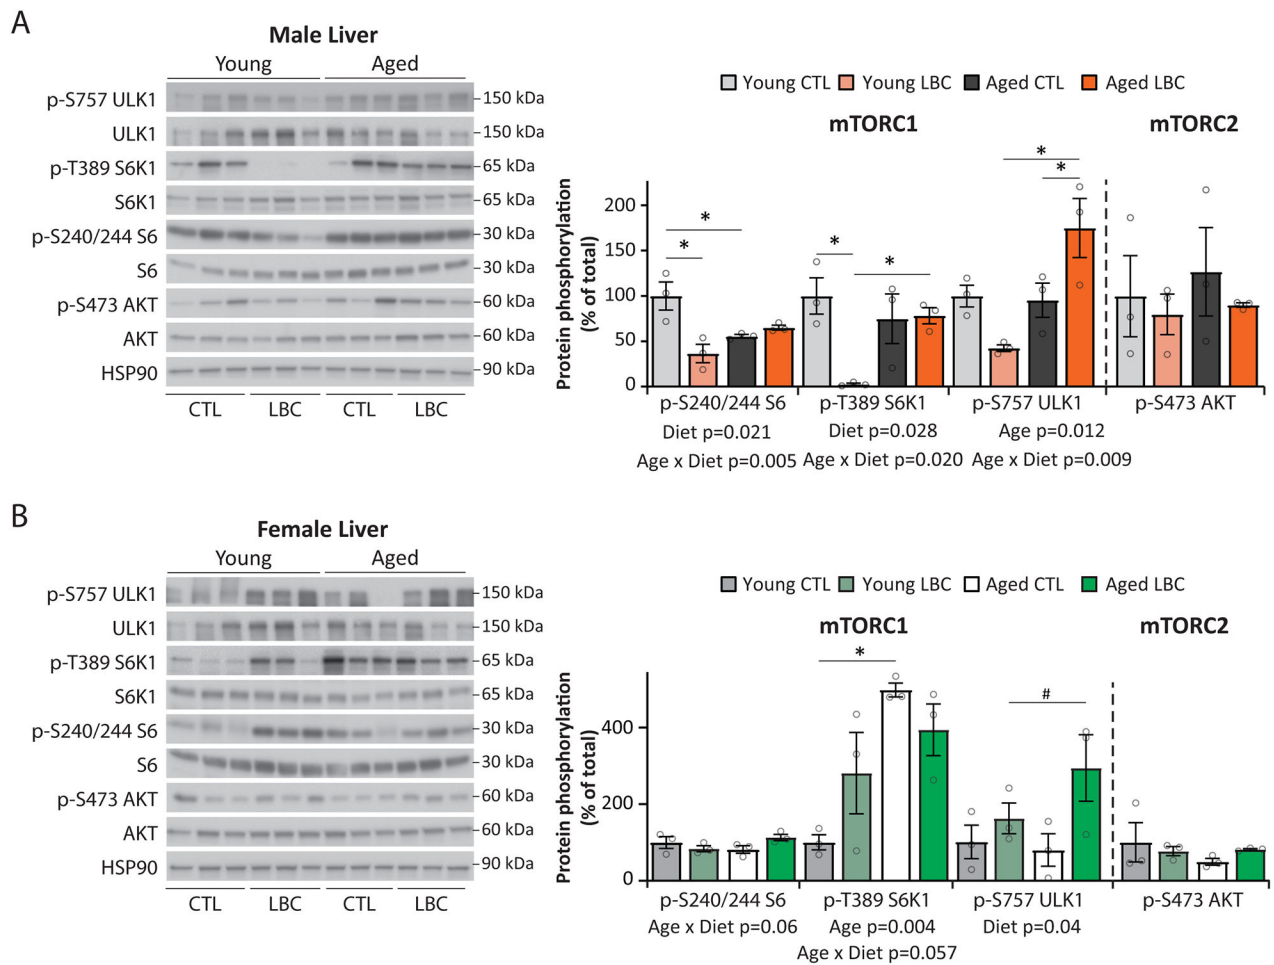 A
Male Liver
Young Aged
p-S757 ULK1 150 kDa
ULK1 150 kDa
p-T389 S6K1 65 kDa
S6K1 65 kDa
p-S240/244 S6 30 kDa
S6 30 kDa
p-S473 AKT 60 kDa
AKT 60 kDa
HSP90 90 kDa
CTL LBC CTL LBC
Young CTL Young LBC Aged CTL Aged LBC
mTORC1 mTORC2
Protein phosphorylation
(% of total)
200
150
100
50
0
* * * * * *
p-S240/244 S6 p-T389 S6K1 p-S757 ULK1 p-S473 AKT
Diet p=0.021 Diet p=0.028 Age p=0.012
Age x Diet p=0.005 Age x Diet p=0.020 Age x Diet p=0.009
B
Female Liver
Young Aged
p-S757 ULK1 150 kDa
ULK1 150 kDa
p-T389 S6K1 65 kDa
S6K1 65 kDa
p-S240/244 S6 30 kDa
S6 30 kDa
p-S473 AKT 60 kDa
AKT 60 kDa
HSP90 90 kDa
CTL LBC CTL LBC
Young CTL Young LBC Aged CTL Aged LBC
mTORC1 mTORC2
Protein phosphorylation
(% of total)
400
200
0
* #
p-S240/244 S6 p-T389 S6K1 p-S757 ULK1 p-S473 AKT
Age x Diet p=0.06 Age p=0.004 Diet p=0.04
Age x Diet p=0.057